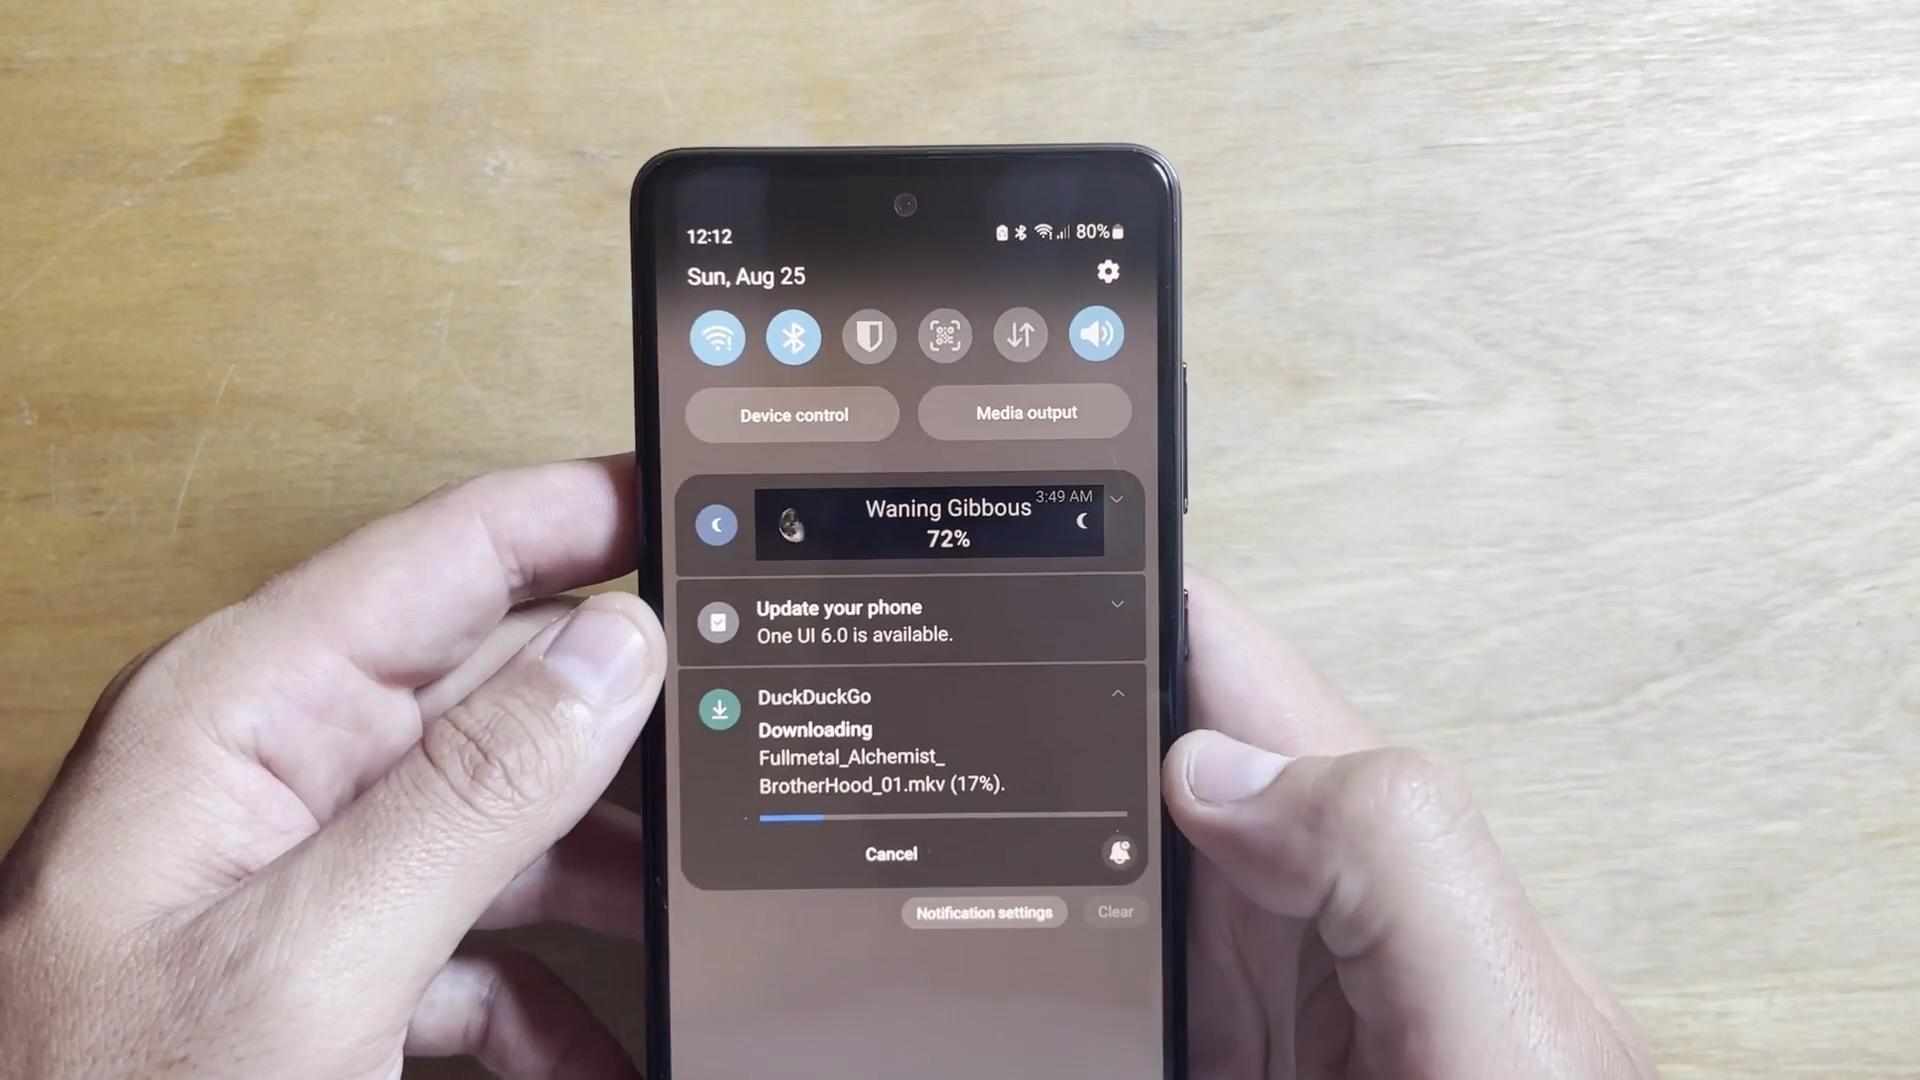 12:12
80%
Sun, Aug 25
Device control
Media output
3:49 AM
Waning Gibbous
72%
Update your phone
One UI 6.0 is available.
DuckDuckGo
Downloading
Fullmetal_Alchemist_
BrotherHood_01.mkv (17%).
Cancel
Notification settings
Clear